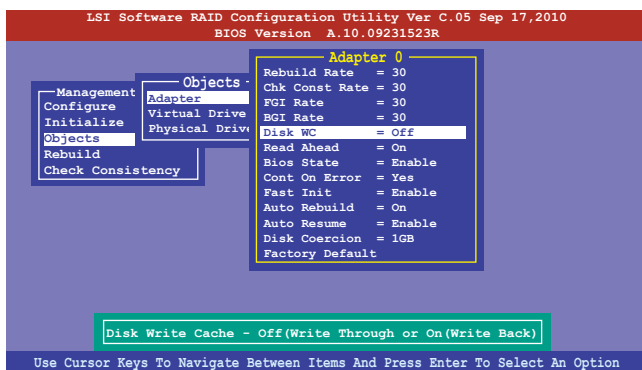 LSI Software RAID Configuration Utility Ver C.05 Sep 17,2010
BIOS Version A.10.09231523R
Management
Configure
Initialize
Objects
Rebuild
Check Consistency
Objects
Adapter
Virtual Drive
Physical Drive
Adapter 0
Rebuild Rate = 30
Chk Const Rate = 30
FGI Rate = 30
BGI Rate = 30
Disk WC = Off
Read Ahead = On
Bios State = Enable
Cont On Error = Yes
Fast Init = Enable
Auto Rebuild = On
Auto Resume = Enable
Disk Coercion = 1GB
Factory Default
Disk Write Cache - Off(Write Through or On(Write Back)
Use Cursor Keys To Navigate Between Items And Press Enter To Select An Option